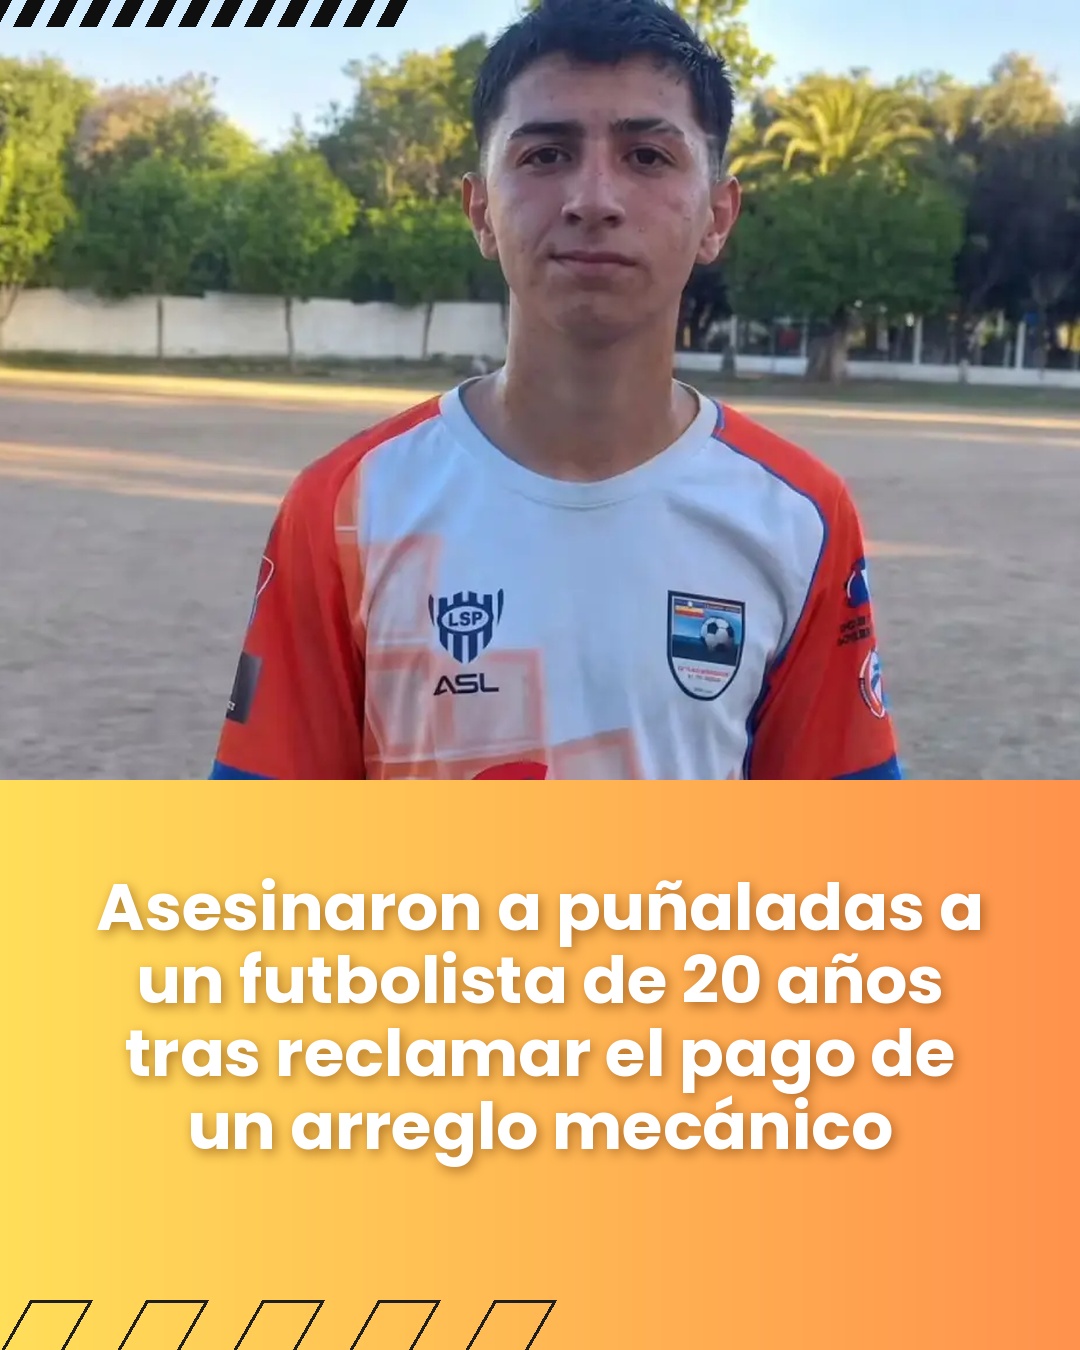 LSP
ASL
Asesinaron a puñaladas a
un futbolista de 20 años
tras reclamar el pago de
un arreglo mecánico